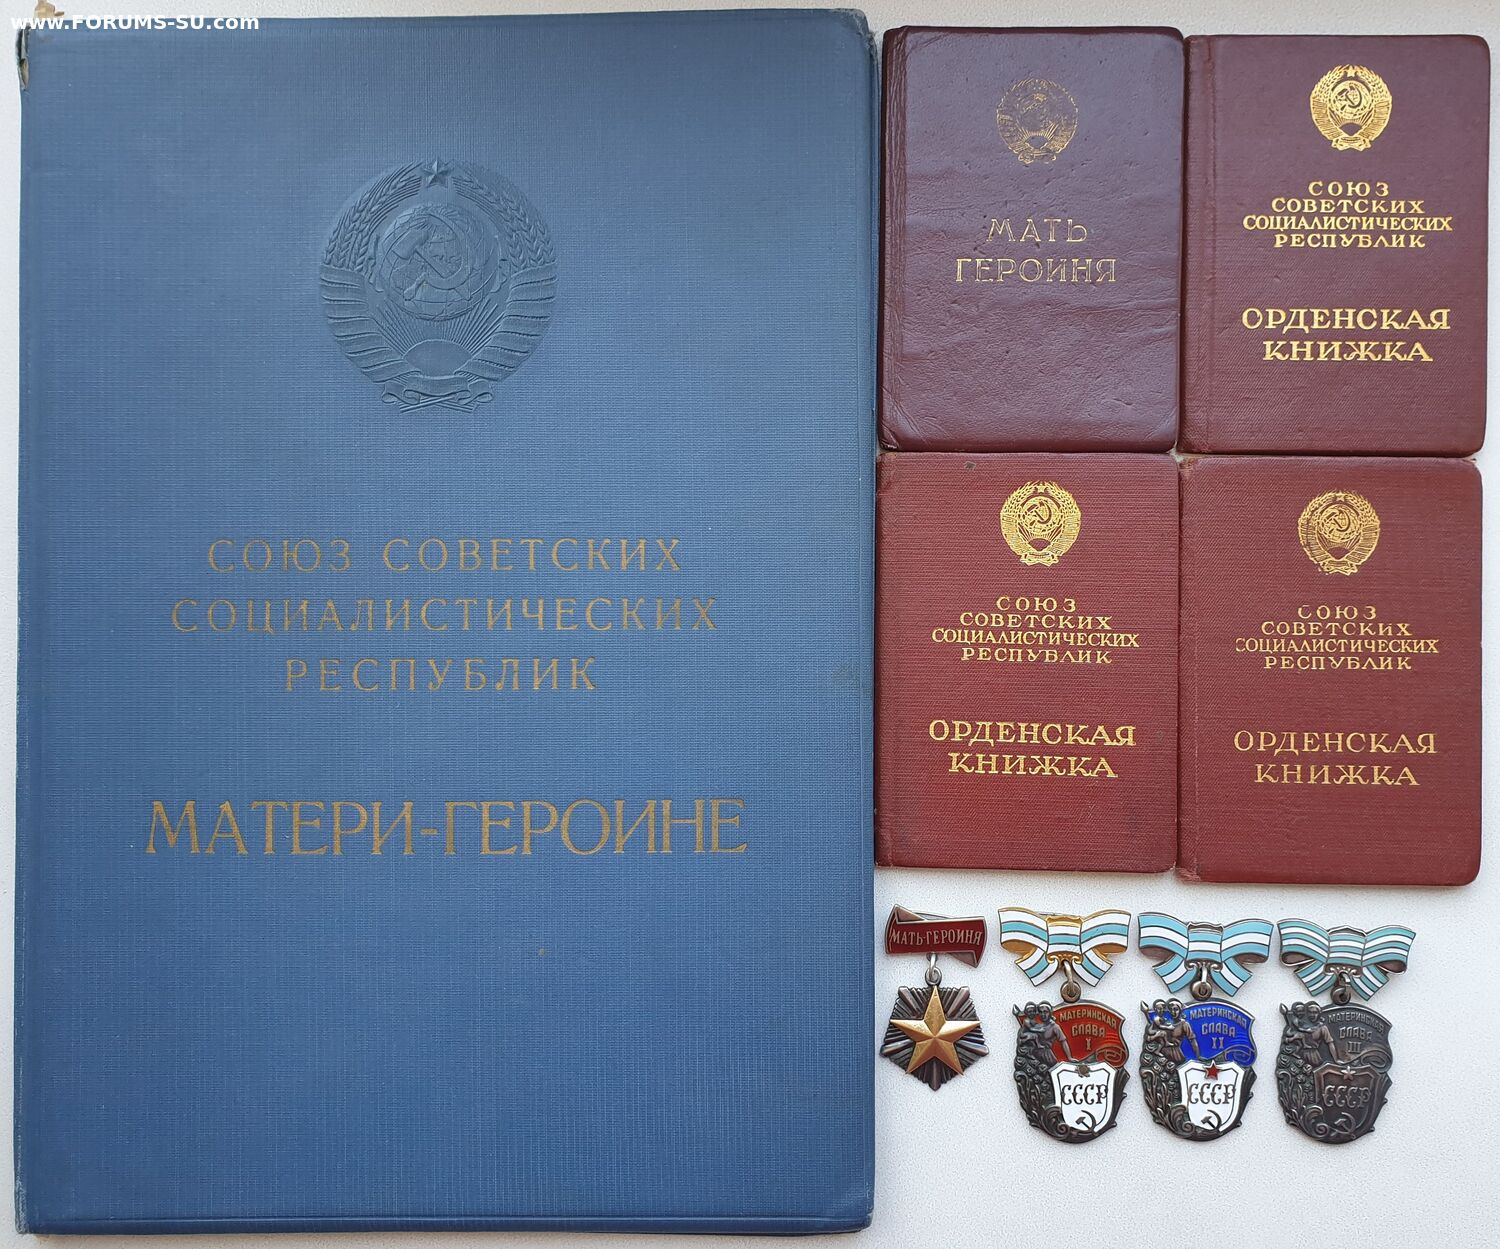 www.FORUMS-SU.com
СОЮЗ СОВЕТСКИХ
СОЦИАЛИСТИЧЕСКИХ
РЕСПУБЛИК
МАТЕРИ-ГЕРОИНЕ
МАТЬ
ГЕРОИНЯ
СОЮЗ
СОВЕТСКИХ
СОЦИАЛИСТИЧЕСКИХ
РЕСПУБЛИК
ОРДЕНСКАЯ
КНИЖКА
СОЮЗ
СОВЕТСКИХ
СОЦИАЛИСТИЧЕСКИХ
РЕСПУБЛИК
ОРДЕНСКАЯ
КНИЖКА
СОЮЗ
СОВЕТСКИХ
СОЦИАЛИСТИЧЕСКИХ
РЕСПУБЛИК
ОРДЕНСКАЯ
КНИЖКА
МАТЬ-ГЕРОИНЯ
МАТЕРИНСКАЯ
СЛАВА
I
СССР
МАТЕРИНСКАЯ
СЛАВА
II
СССР
МАТЕРИНСКАЯ
СЛАВА
III
СССР